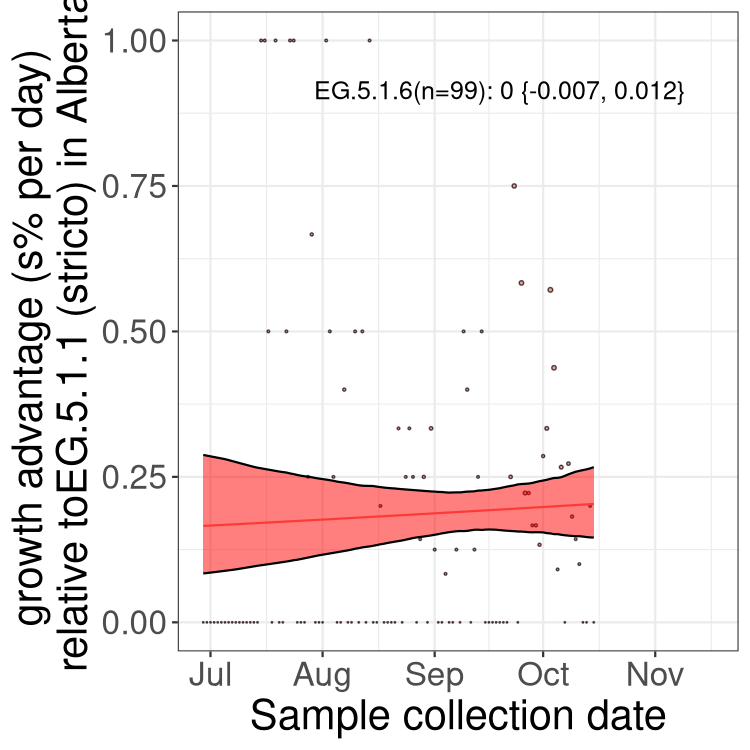 growth advantage (s% per day)
relative toEG.5.1.1 (stricto) in Alberta
1.00
0.75
0.50
0.25
0.00
EG.5.1.6(n=99): 0 {-0.007, 0.012}
Jul Aug Sep Oct Nov
Sample collection date